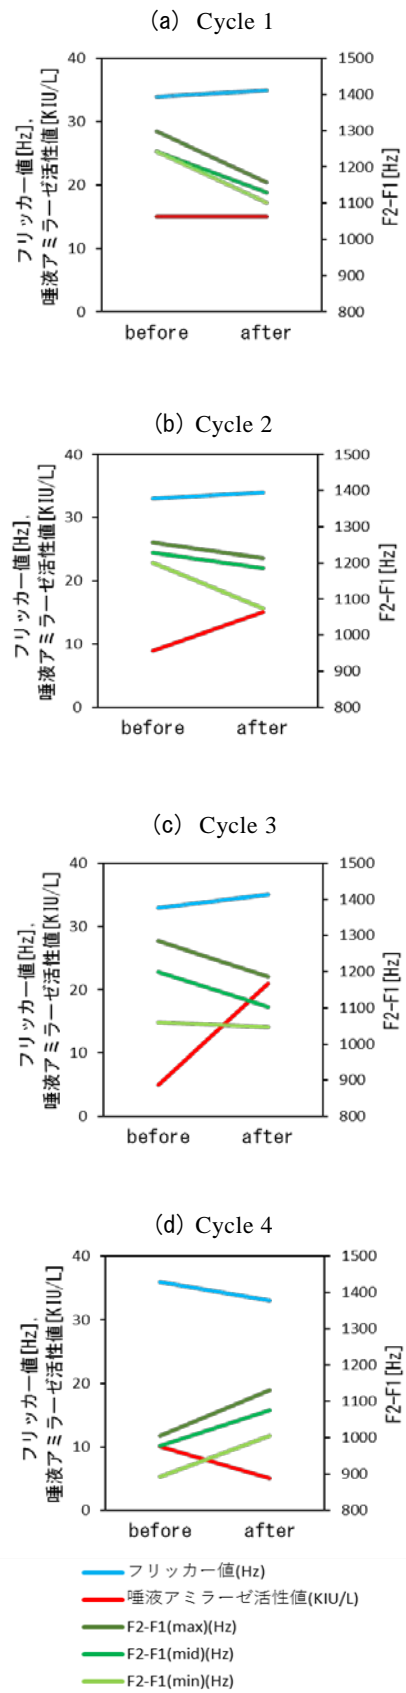 (a) Cycle 1
フリッカー値[Hz],
唾液アミラーゼ活性値[KIU/L]
40
30
20
10
0
1500
1400
1300
1200
1100
1000
900
800
F2-F1[Hz]
before after
(b) Cycle 2
フリッカー値[Hz],
唾液アミラーゼ活性値[KIU/L]
40
30
20
10
0
1500
1400
1300
1200
1100
1000
900
800
F2-F1[Hz]
before after
(c) Cycle 3
フリッカー値[Hz],
唾液アミラーゼ活性値[KIU/L]
40
30
20
10
0
1500
1400
1300
1200
1100
1000
900
800
F2-F1[Hz]
before after
(d) Cycle 4
フリッカー値[Hz],
唾液アミラーゼ活性値[KIU/L]
40
30
20
10
0
1500
1400
1300
1200
1100
1000
900
800
F2-F1[Hz]
before after
フリッカー値(Hz)
唾液アミラーゼ活性値(KIU/L)
F2-F1(max)(Hz)
F2-F1(mid)(Hz)
F2-F1(min)(Hz)